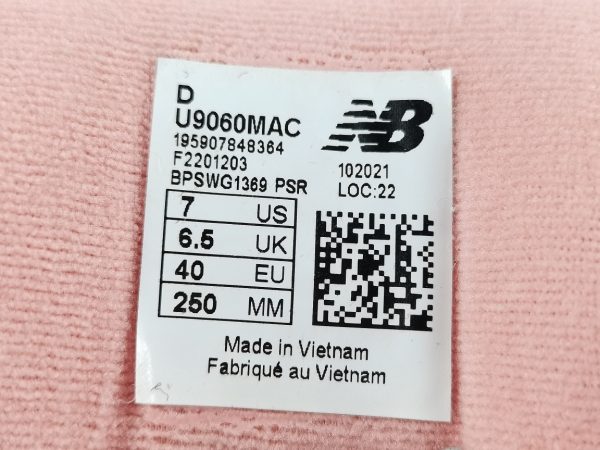 D
U9060MAC
195907848364
F2201203
BPSWG1369 PSR
NB
102021
LOC:22
7 US
6.5 UK
40 EU
250 MM
Made in Vietnam
Fabriqué au Vietnam